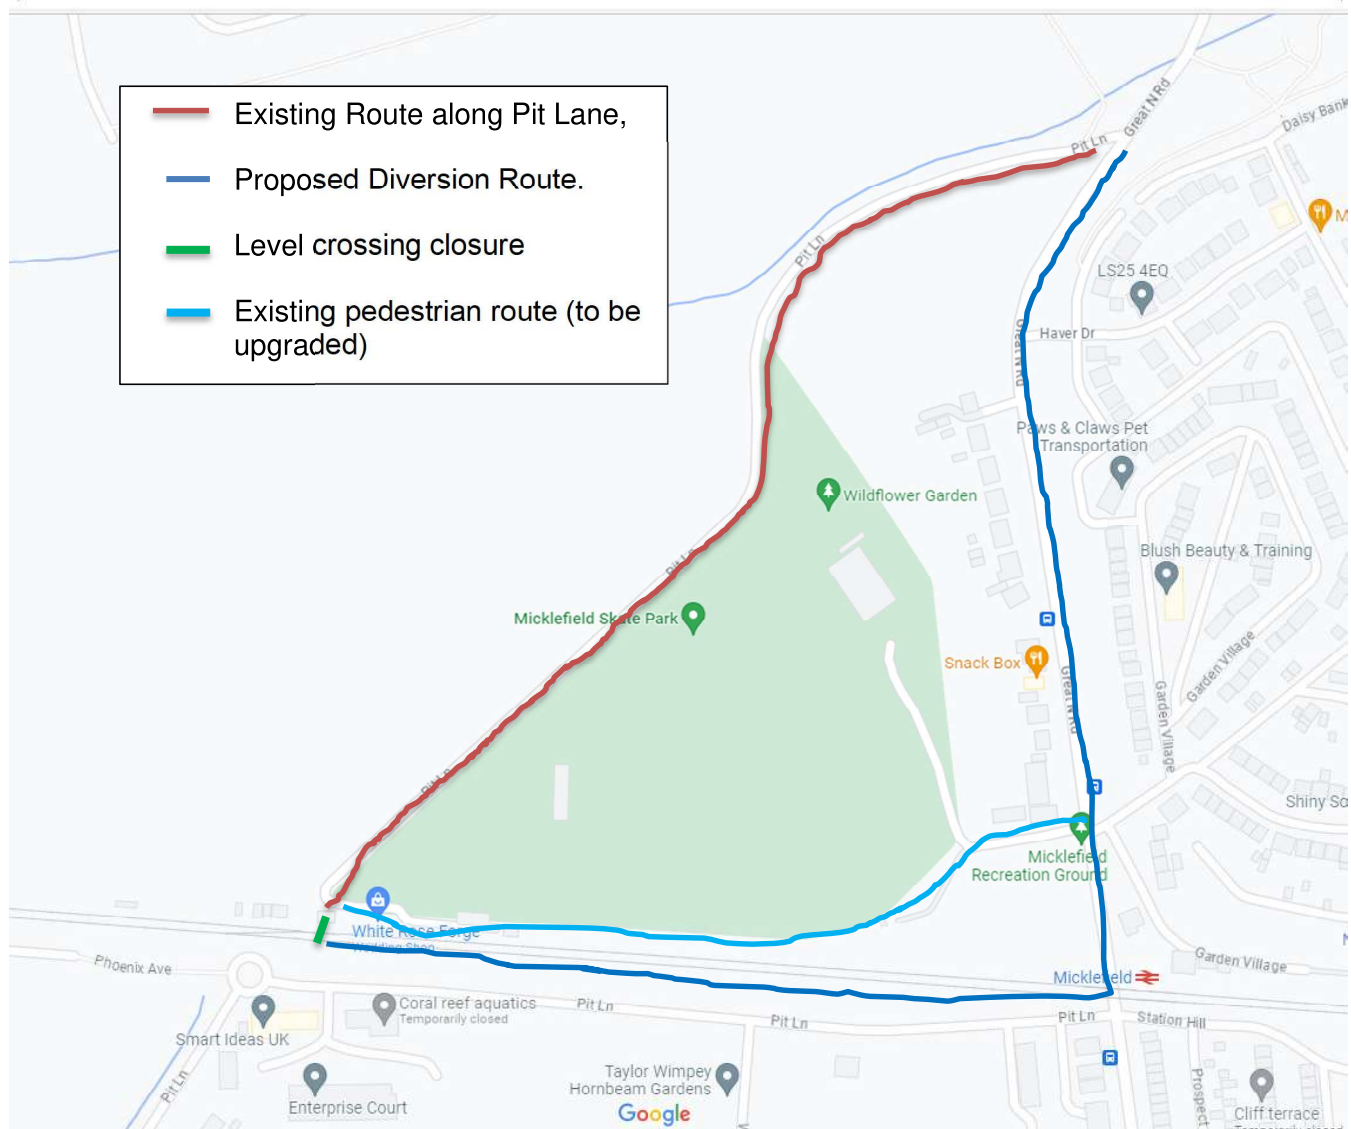 Existing Route along Pit Lane,
Proposed Diversion Route.
Level crossing closure
Existing pedestrian route (to be
upgraded)
Great N Rd
Daisy Bank
Pit Ln
M
Pit Ln
LS25 4EQ
Haver Dr
Great N Rd
Paws & Claws Pet
Transportation
Wildflower Garden
Blush Beauty & Training
Pit Ln
Micklefield Skate Park
Snack Box
Garden Village
Great N Rd
Garden Village
Pit Ln
Shiny So
Micklefield
Recreation Ground
White Rose Forge
Wedding Shop
Phoenix Ave
Garden Village
N
Micklefield
Coral reef aquatics
Temporarily closed
Pit Ln
Pit Ln
Pit Ln
Station Hill
Smart Ideas UK
Pit Ln
Taylor Wimpey
Hornbeam Gardens
Enterprise Court
Google
Prospect
Cliff terrace